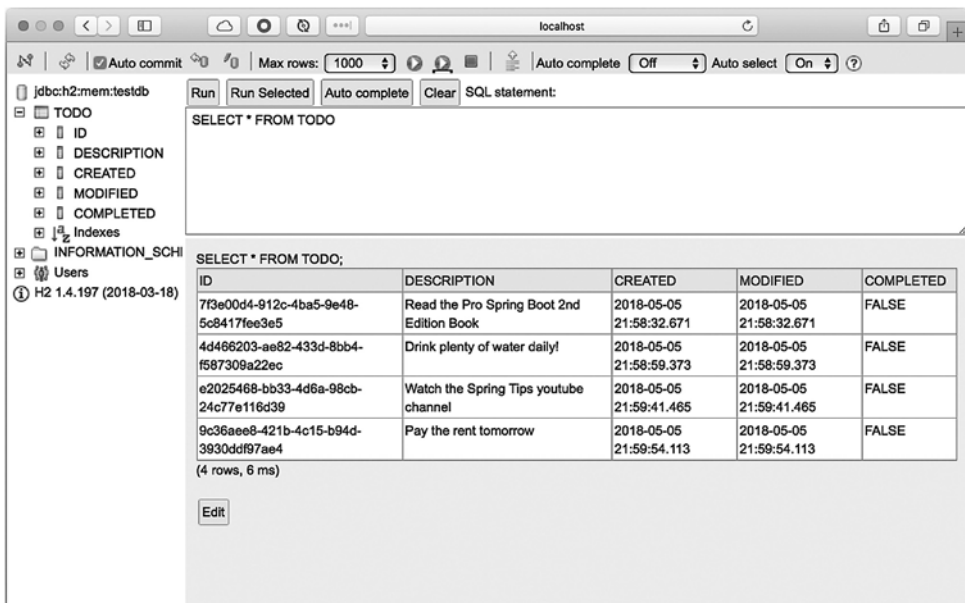 localhost
Auto commit Max rows: 1000 Auto complete Off Auto select On ?
jdbc:h2:mem:testdb
TODO
ID
DESCRIPTION
CREATED
MODIFIED
COMPLETED
Indexes
INFORMATION_SCHI
Users
H2 1.4.197 (2018-03-18)
Run Run Selected Auto complete Clear SQL statement:
SELECT * FROM TODO
SELECT * FROM TODO;
ID DESCRIPTION CREATED MODIFIED COMPLETED
7f3e00d4-912c-4ba5-9e48- Read the Pro Spring Boot 2nd 2018-05-05 2018-05-05 FALSE
5c8417fee3e5 Edition Book 21:58:32.671 21:58:32.671
4d466203-ae82-433d-8bb4- Drink plenty of water daily! 2018-05-05 2018-05-05 FALSE
f587309a22ec 21:58:59.373 21:58:59.373
e2025468-bb33-4d6a-98cb- Watch the Spring Tips youtube 2018-05-05 2018-05-05 FALSE
24c77e116d39 channel 21:59:41.465 21:59:41.465
9c36aee8-421b-4c15-b94d- Pay the rent tomorrow 2018-05-05 2018-05-05 FALSE
3930ddf97ae4 21:59:54.113 21:59:54.113
(4 rows, 6 ms)
Edit